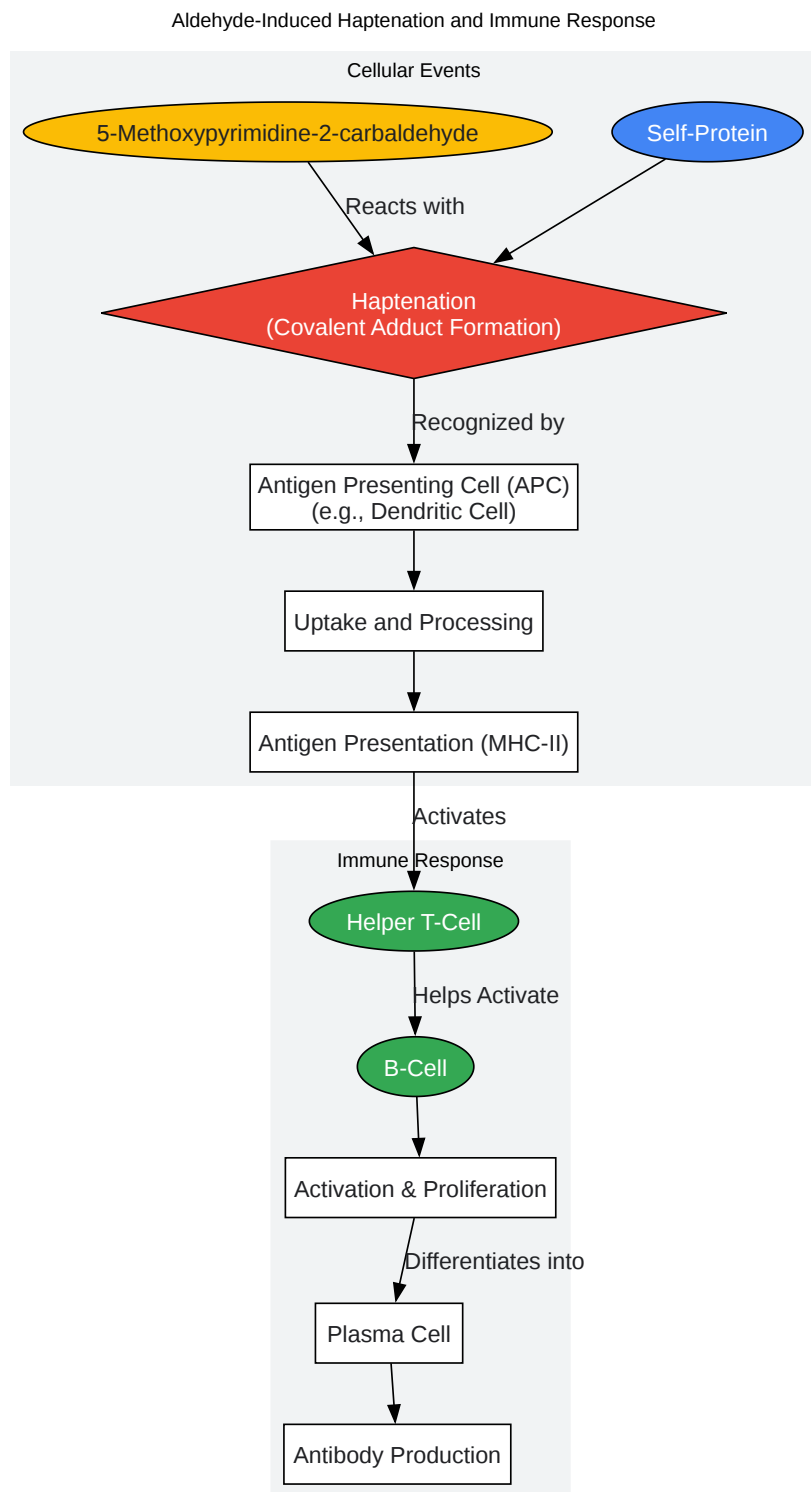 Aldehyde-Induced Haptenation and Immune Response
Cellular Events
5-Methoxypyrimidine-2-carbaldehyde
Self-Protein
Reacts with
Haptenation
(Covalent Adduct Formation)
Recognized by
Antigen Presenting Cell (APC)
(e.g., Dendritic Cell)
Uptake and Processing
Antigen Presentation (MHC-II)
Activates
Immune Response
Helper T-Cell
Helps Activate
B-Cell
Activation & Proliferation
Differentiates into
Plasma Cell
Antibody Production